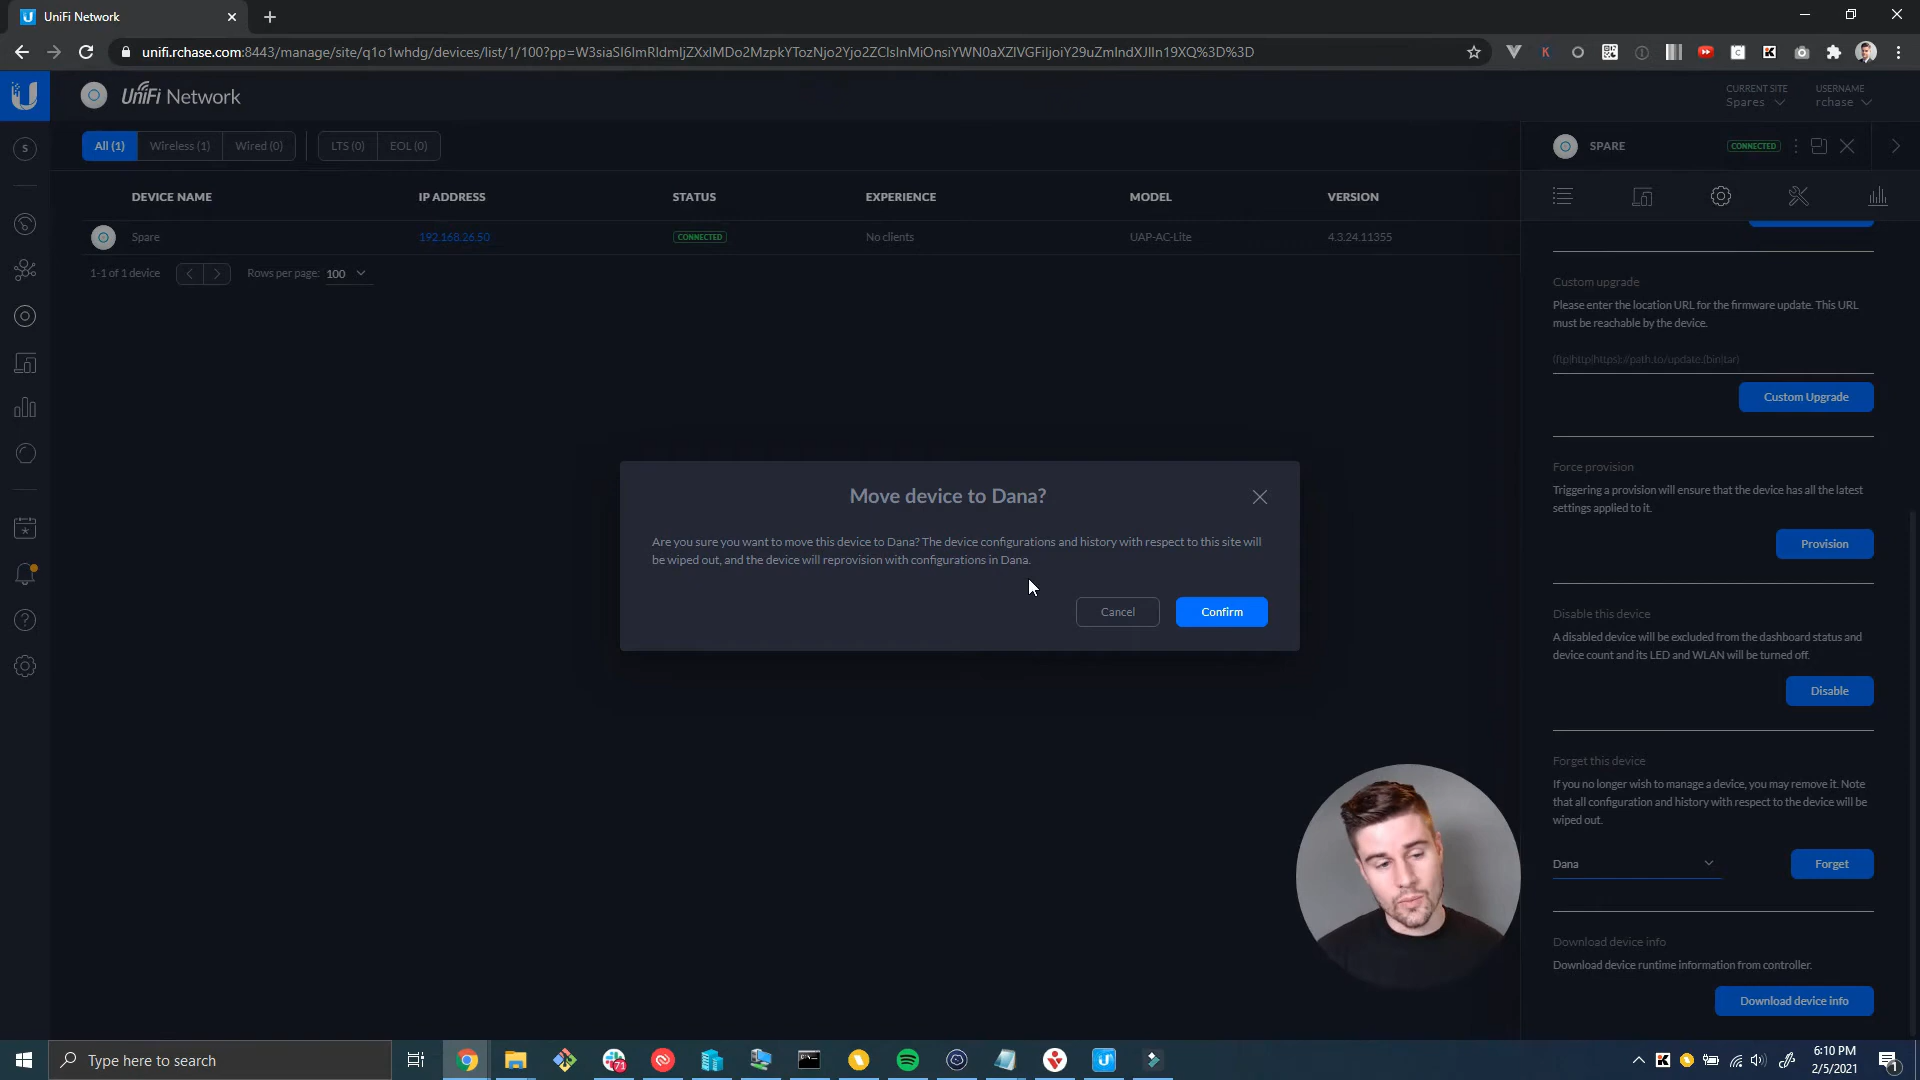 UniFi Network
unifi.rchase.com:8443/manage/site/q1o1whdg/devices/list/1/100?pp=W3siaSI6ImRldmljZXxlMDo2MzpkYTozNjo2Yjo2ZCIsInMiOnsiYWN0aXZlVGFiIjoiY29uZmlndXJlIn19XQ%3D%3D
UniFi Network
CURRENT SITE
Spares
USERNAME
rchase
All (1)
Wireless (1)
Wired (0)
LTS (0)
EOL (0)
SPARE
CONNECTED
S
DEVICE NAME
IP ADDRESS
STATUS
EXPERIENCE
MODEL
VERSION
Spare
192.168.26.50
CONNECTED
No clients
UAP-AC-Lite
4.3.24.11355
1-1 of 1 device
Rows per page: 100
Custom upgrade
Please enter the location URL for the firmware update. This URL
must be reachable by the device.
(ftp|http|https)://path.to/update.(bin|tar)
Custom Upgrade
Force provision
Triggering a provision will ensure that the device has all the latest
settings applied to it.
Provision
Move device to Dana?
Are you sure you want to move this device to Dana? The device configurations and history with respect to this site will
be wiped out, and the device will reprovision with configurations in Dana.
Cancel
Confirm
Disable this device
A disabled device will be excluded from the dashboard status and
device count and its LED and WLAN will be turned off.
Disable
Forget this device
If you no longer wish to manage a device, you may remove it. Note
that all configuration and history with respect to the device will be
wiped out.
Dana
Forget
Download device info
Download device runtime information from controller.
Download device info
Type here to search
71
6:10 PM
2/5/2021
1